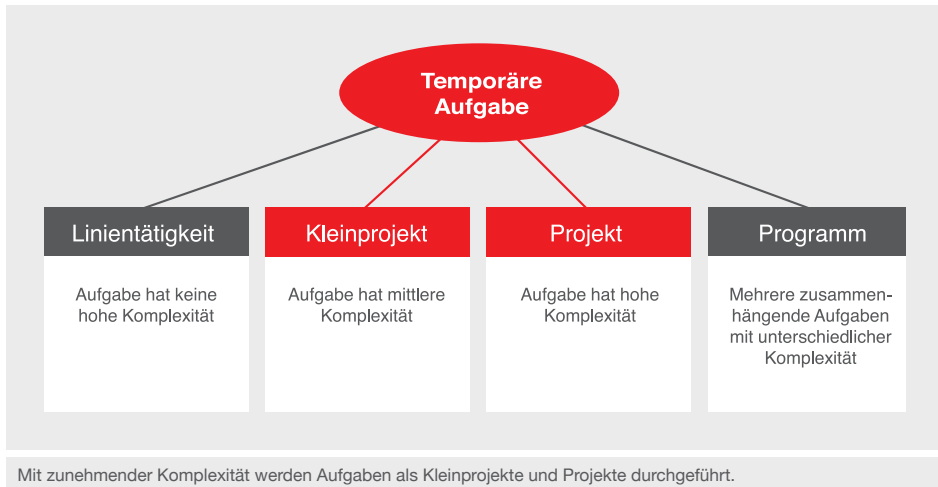 Temporäre
Aufgabe
Linientätigkeit
Aufgabe hat keine
hohe Komplexität
Kleinprojekt
Aufgabe hat mittlere
Komplexität
Projekt
Aufgabe hat hohe
Komplexität
Programm
Mehrere zusammen-
hängende Aufgaben
mit unterschiedlicher
Komplexität
Mit zunehmender Komplexität werden Aufgaben als Kleinprojekte und Projekte durchgeführt.